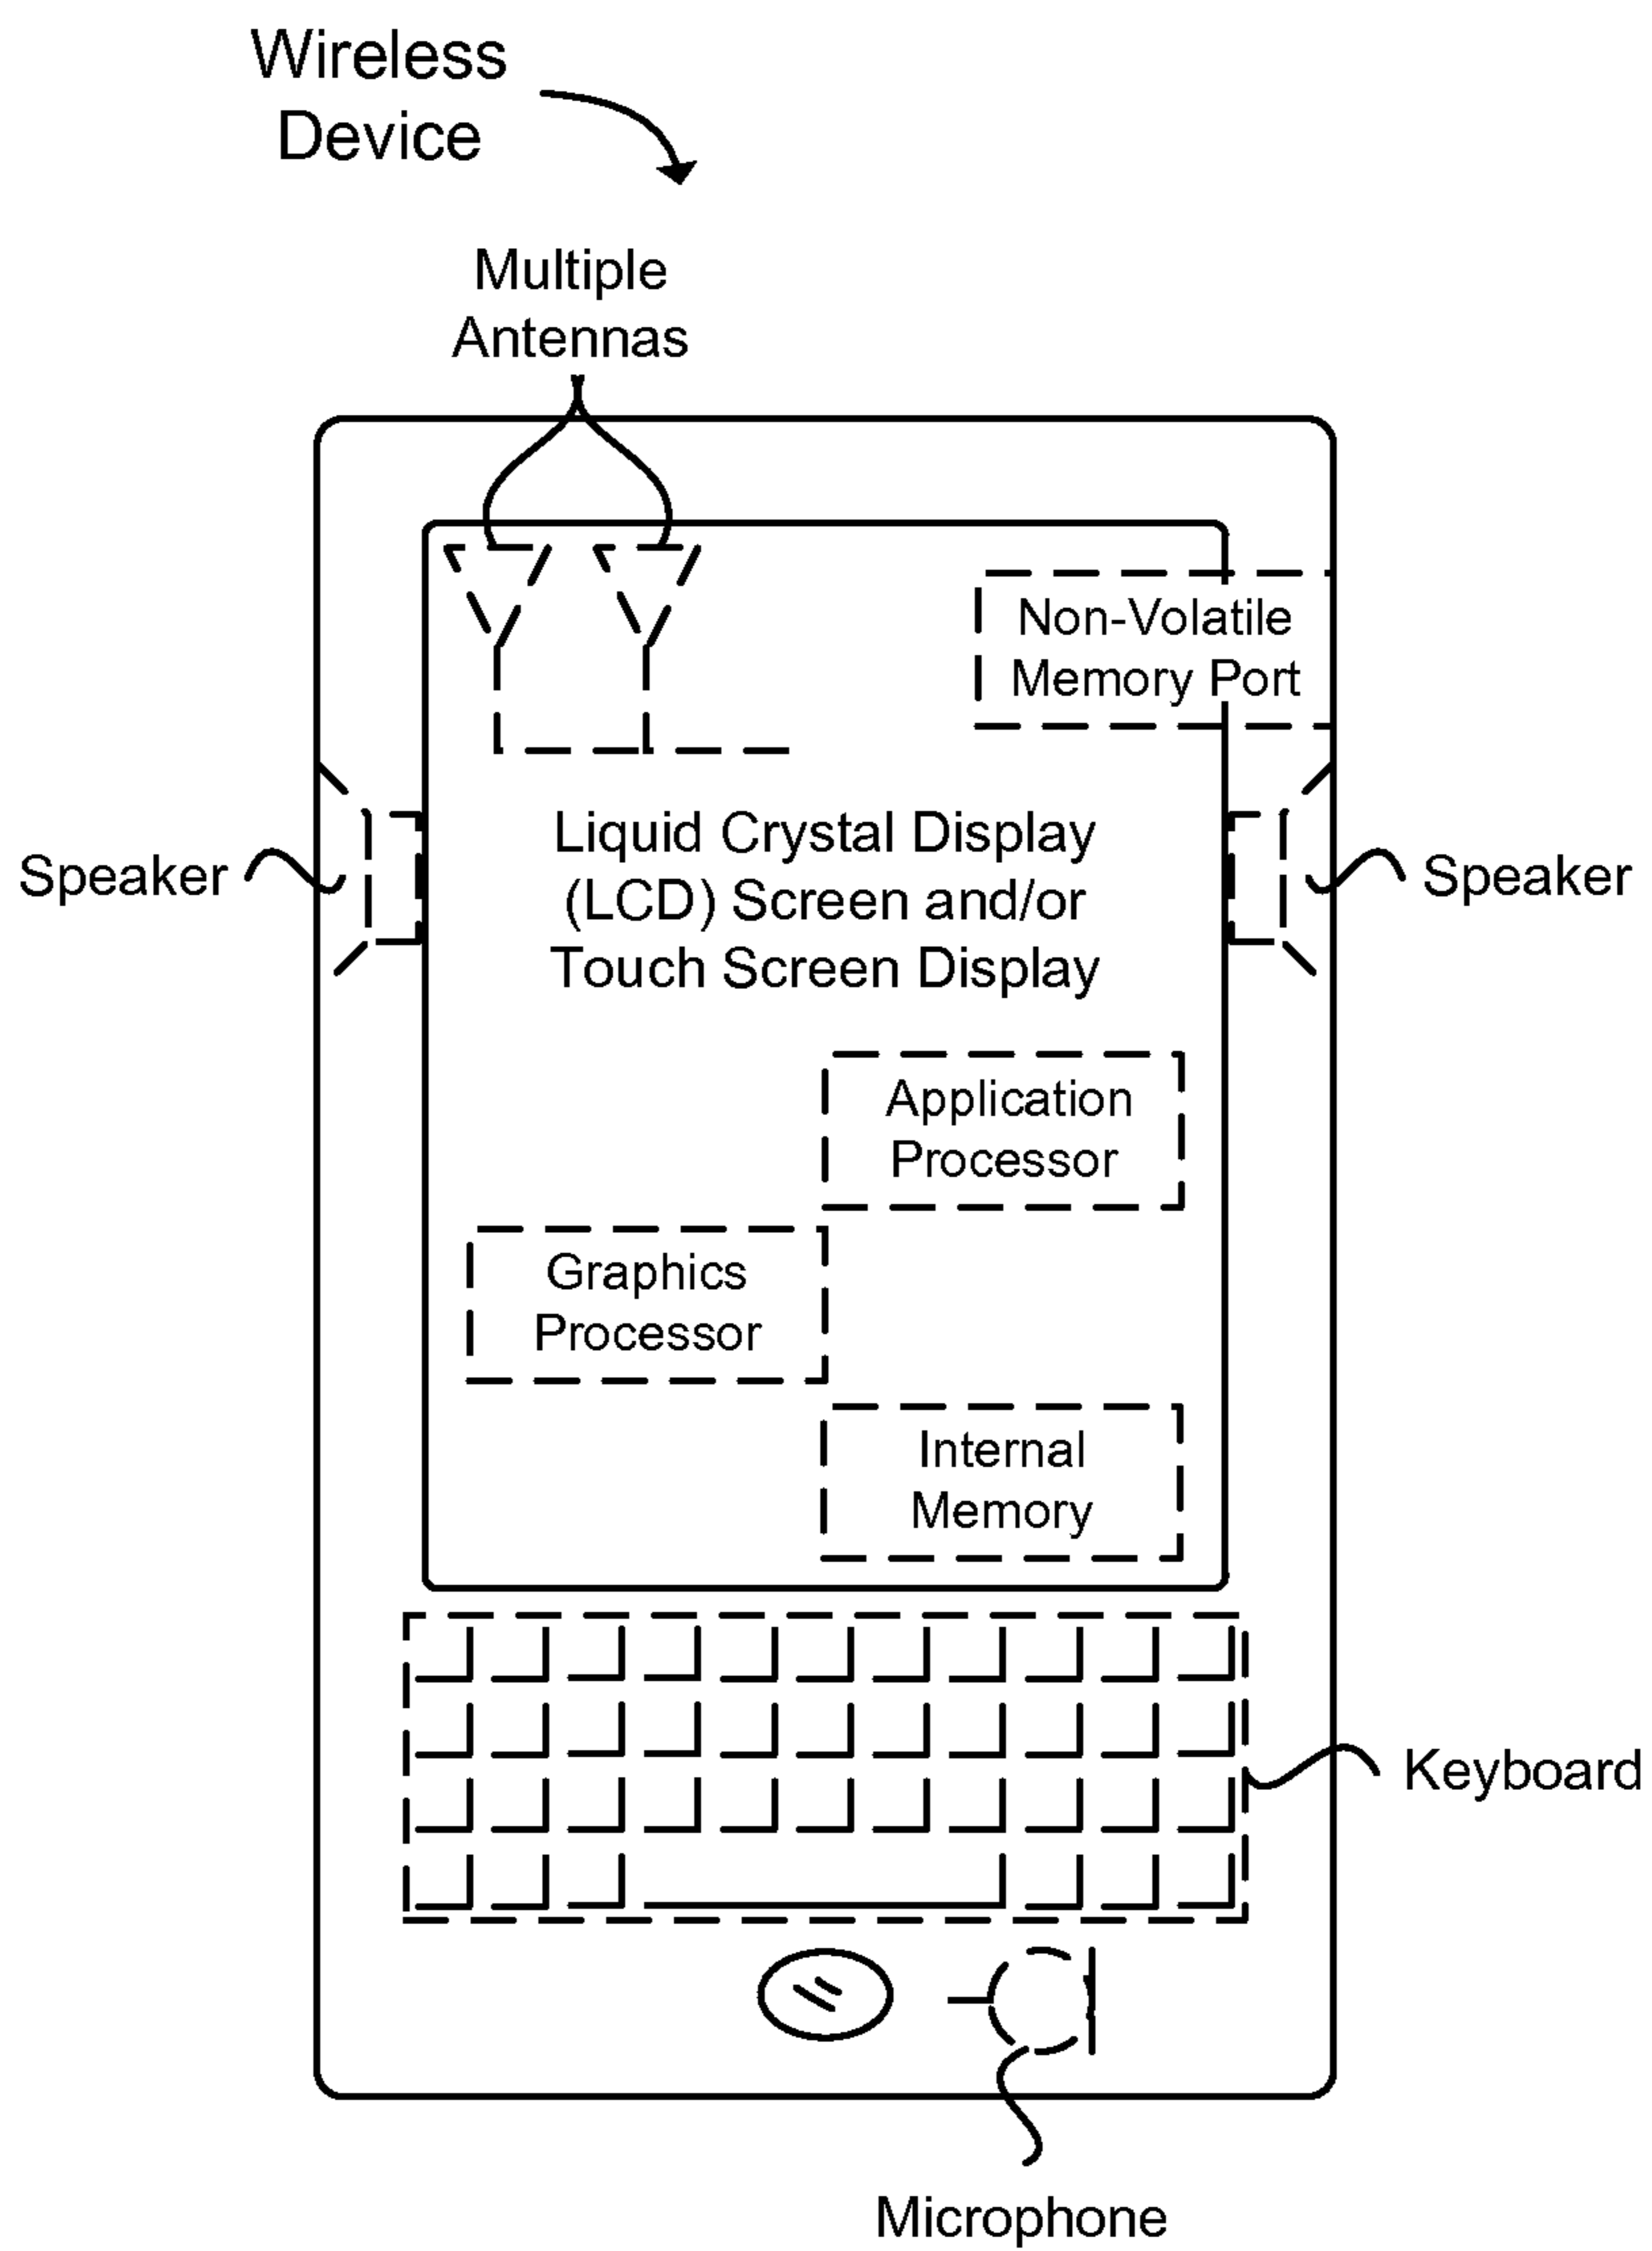 Wireless
Device
Multiple
Antennas
Non-Volatile
Memory Port
Speaker
Liquid Crystal Display
(LCD) Screen and/or
Touch Screen Display
Speaker
Application
Processor
Graphics
Processor
Internal
Memory
Keyboard
Microphone